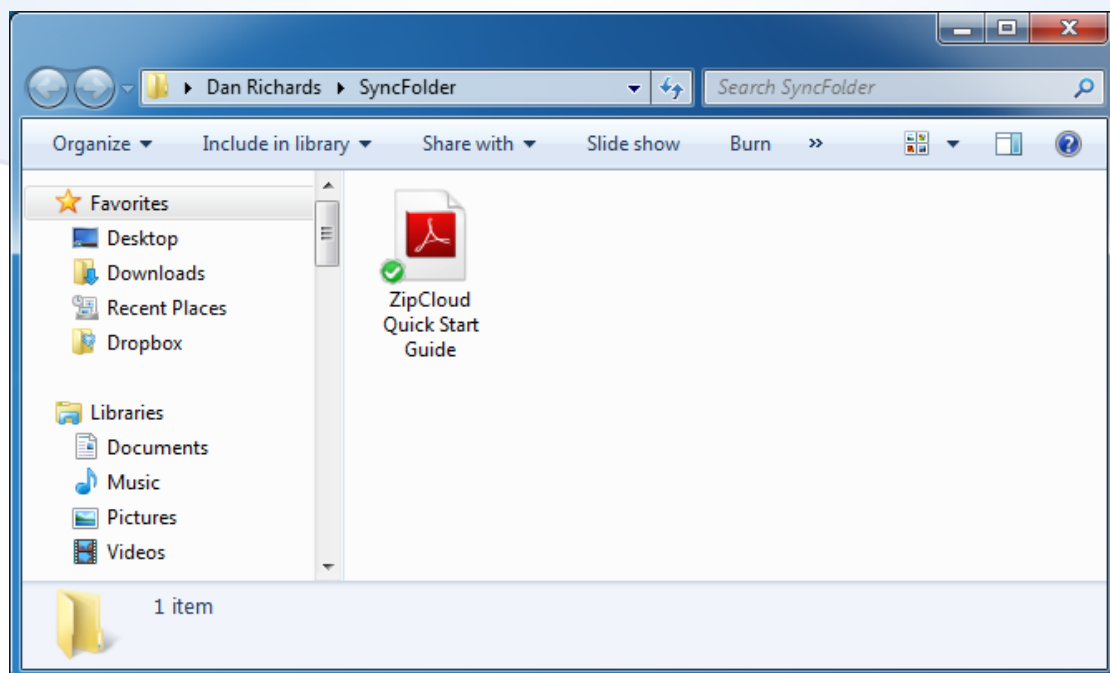 Dan Richards SyncFolder
Search SyncFolder
Organize Include in library Share with Slide show Burn »
Favorites
Desktop
Downloads
Recent Places
Dropbox
Libraries
Documents
Music
Pictures
Videos
ZipCloud
Quick Start
Guide
1 item